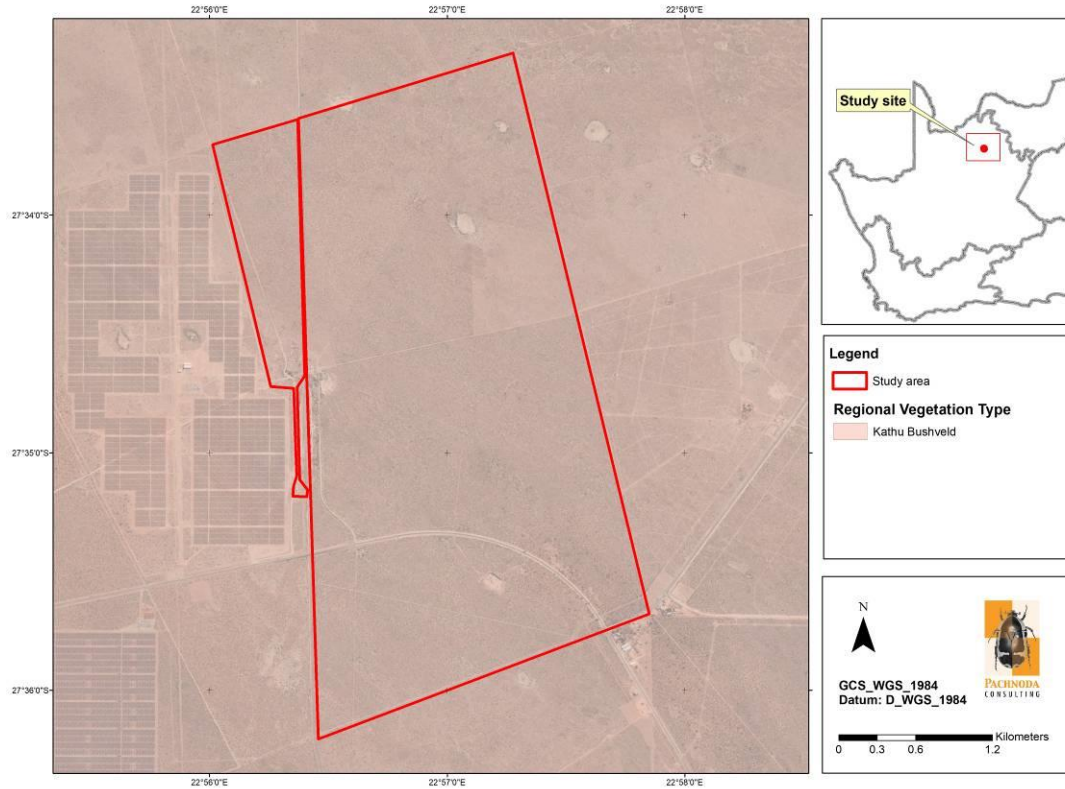 22°56'0"E
22°57'0"E
22°58'0"E
27°34'0"S
27°35'0"S
27°36'0"S
22°56'0"E
22°57'0"E
22°58'0"E
Study site
Legend
Study area
Regional Vegetation Type
Kathu Bushveld
N
PACHNODA
CONSULTING
GCS_WGS_1984
Datum: D_WGS_1984
Kilometers
0 0.3 0.6 1.2